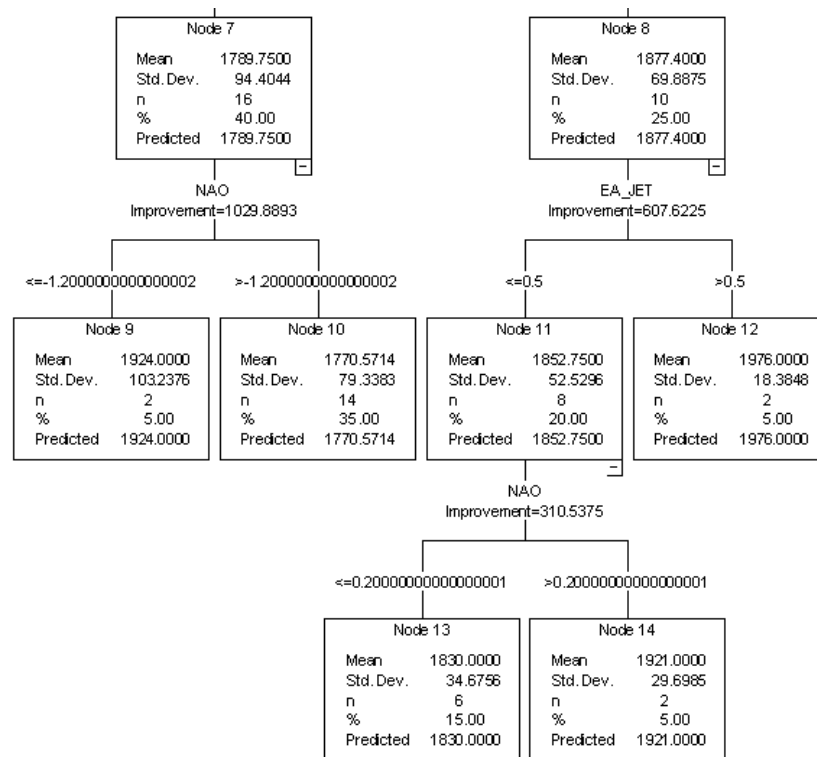 Node 7
Mean 1789.7500
Std. Dev. 94.4044
n 16
% 40.00
Predicted 1789.7500
Node 8
Mean 1877.4000
Std. Dev. 69.8875
n 10
% 25.00
Predicted 1877.4000
NAO
Improvement=1029.8893
EA_JET
Improvement=607.6225
<=-1.2000000000000002
>-1.2000000000000002
<=0.5
>0.5
Node 9
Mean 1924.0000
Std. Dev. 103.2376
n 2
% 5.00
Predicted 1924.0000
Node 10
Mean 1770.5714
Std. Dev. 79.3383
n 14
% 35.00
Predicted 1770.5714
Node 11
Mean 1852.7500
Std. Dev. 52.5296
n 8
% 20.00
Predicted 1852.7500
Node 12
Mean 1976.0000
Std. Dev. 18.3848
n 2
% 5.00
Predicted 1976.0000
NAO
Improvement=310.5375
<=0.20000000000000001
>0.20000000000000001
Node 13
Mean 1830.0000
Std. Dev. 34.6756
n 6
% 15.00
Predicted 1830.0000
Node 14
Mean 1921.0000
Std. Dev. 29.6985
n 2
% 5.00
Predicted 1921.0000